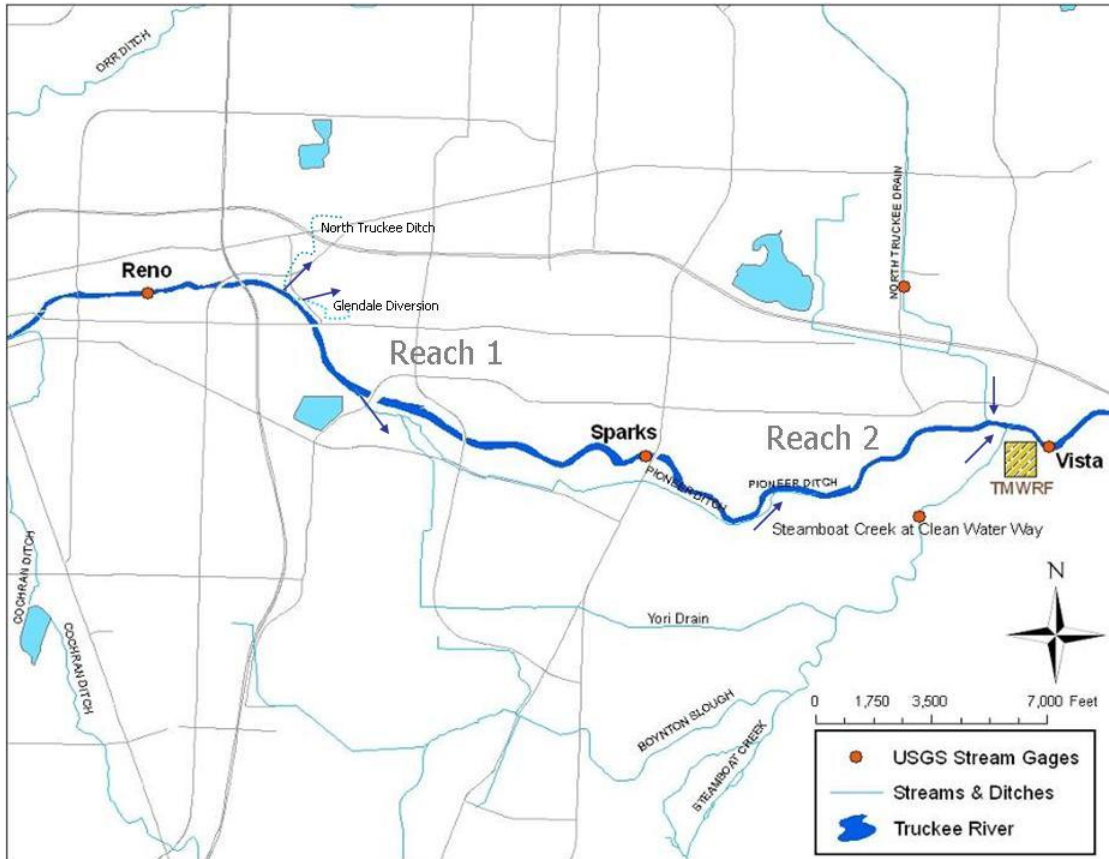 ORR DITCH
North Truckee Ditch
NORTH TRUCKEE DRAIN
Reno
Glendale Diversion
Reach 1
Sparks
Reach 2
Vista
PIONEER DITCH
PIONEER DITCH
TMWRF
Steamboat Creek at Clean Water Way
COCHRAN DITCH
N
Yori Drain
COCHRAN DITCH
BOYNTON SLOUGH
STEAMBOAT CREEK
0 1,750 3,500 7,000 Feet
USGS Stream Gages
Streams & Ditches
Truckee River